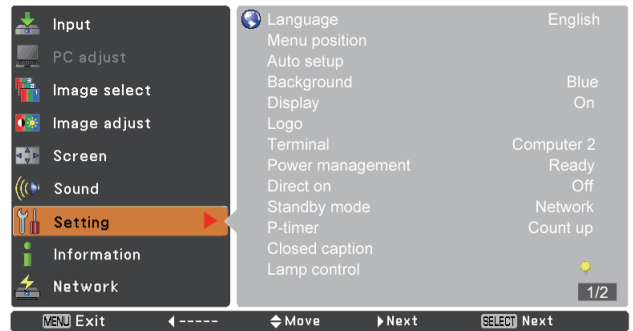 Input
PC adjust
Image select
Image adjust
Screen
Sound
Setting
Information
Network
Language English
Menu position
Auto setup
Background Blue
Display On
Logo
Terminal Computer 2
Power management Ready
Direct on Off
Standby mode Network
P-timer Count up
Closed caption
Lamp control
1/2
MENU Exit ----- Move Next SELECT Next